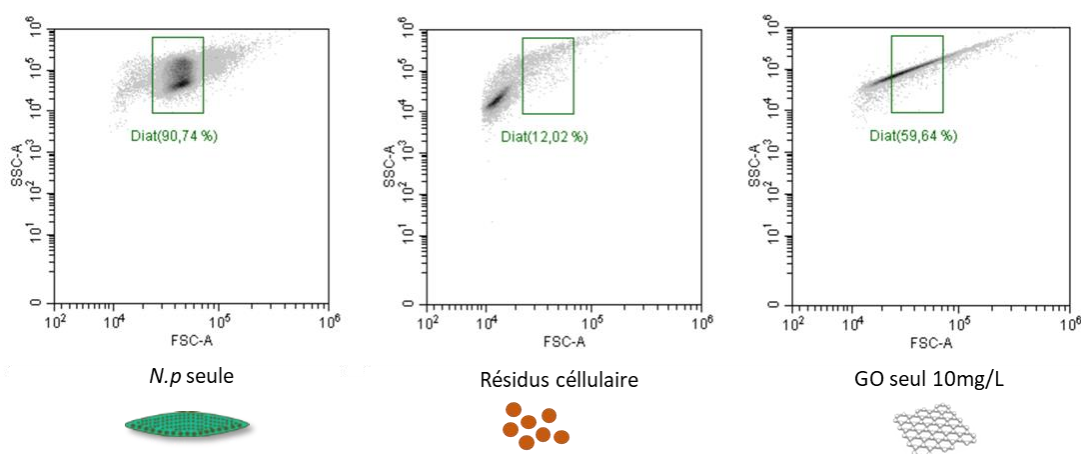 10⁶
10⁵
10⁴
10³
10²
10¹
0
SSC-A
Diat(90,74 %)
10² 10⁴ 10⁵ 10⁶
FSC-A
N.p seule
10⁶
10⁵
10⁴
10³
10²
10¹
0
SSC-A
Diat(12,02 %)
10² 10⁴ 10⁵ 10⁶
FSC-A
Résidus céllulaire
10⁶
10⁵
10⁴
10³
10²
10¹
0
SSC-A
Diat(59,64 %)
10² 10⁴ 10⁵ 10⁶
FSC-A
GO seul 10mg/L